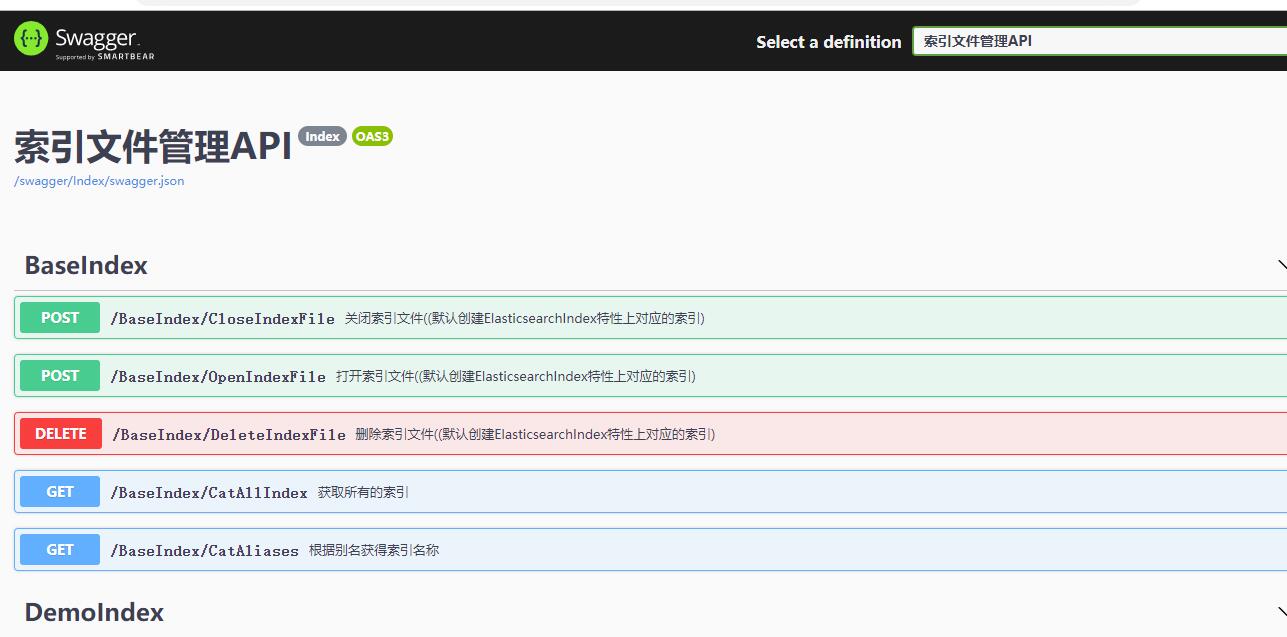 Swagger
Supported by SMARTBEAR
Select a definition
索引文件管理API
索引文件管理API Index OAS3
/swagger/Index/swagger.json
BaseIndex
POST /BaseIndex/CloseIndexFile 关闭索引文件((默认创建ElasticsearchIndex特性上对应的索引)
POST /BaseIndex/OpenIndexFile 打开索引文件((默认创建ElasticsearchIndex特性上对应的索引)
DELETE /BaseIndex/DeleteIndexFile 删除索引文件((默认创建ElasticsearchIndex特性上对应的索引)
GET /BaseIndex/CatAllIndex 获取所有的索引
GET /BaseIndex/CatAliases 根据别名获得索引名称
DemoIndex